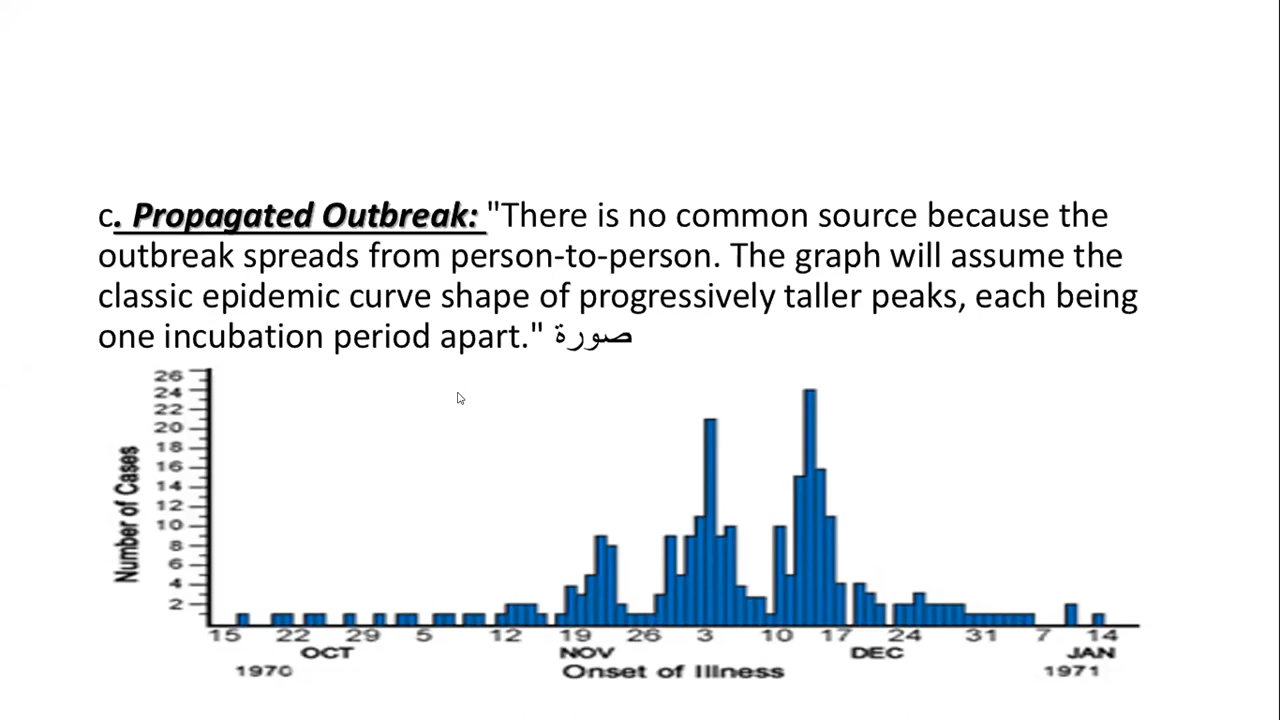 c. Propagated Outbreak: "There is no common source because the
outbreak spreads from person-to-person. The graph will assume the
classic epidemic curve shape of progressively taller peaks, each being
one incubation period apart." صورة
26
24
22
20
18
16
14
12
10
8
6
4
2
Number of Cases
15 22 29 5 12 19 26 3 10 17 24 31 7 14
OCT NOV DEC JAN
1970 Onset of Illness 1971